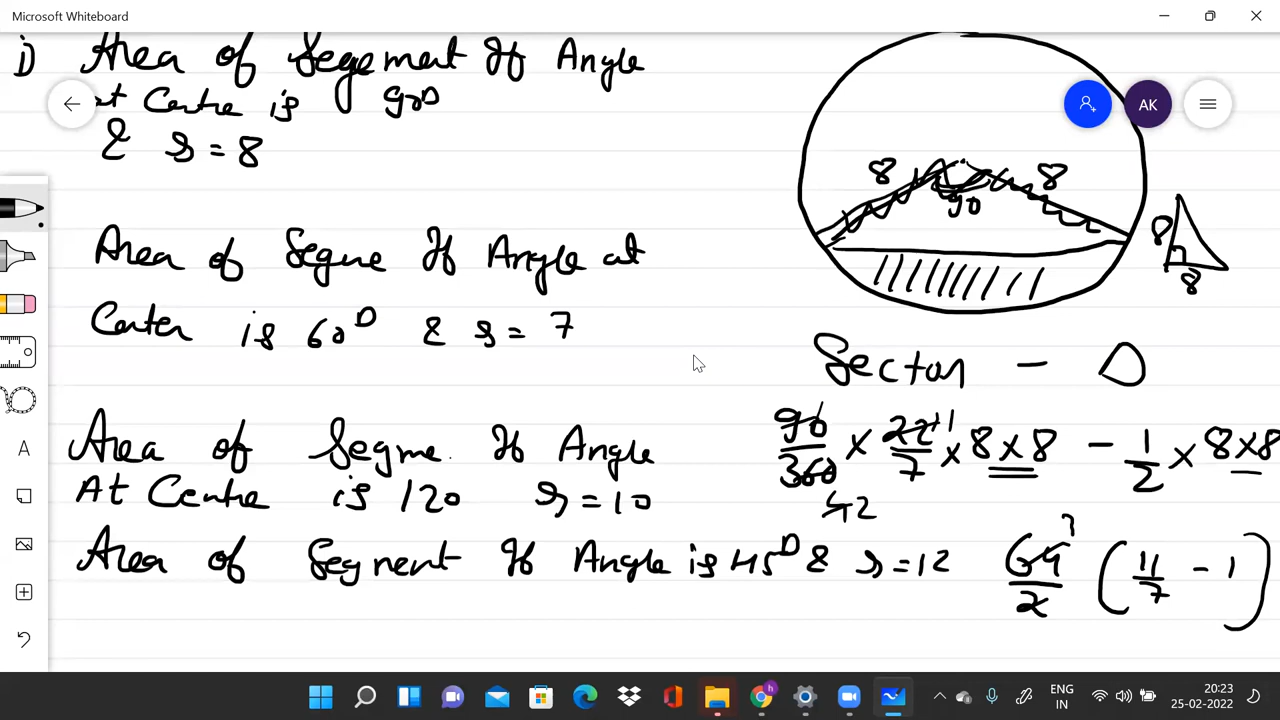 Microsoft Whiteboard
i) Area of Segement If Angle
at Centre is 90°
& r = 8
Area of Segme If Angle at
Center is 60° & r = 7
Area of Segme. If Angle
At Centre is 120 r = 10
Area of Segment If Angle is 45° & r = 12
8 8
90
8
8
Sector - Δ
90/360 × 22/7 × 8 × 8 - 1/2 × 8 × 8
42 11
64/2 (11/7 - 1)
AK
A
ENG
IN
20:23
25-02-2022